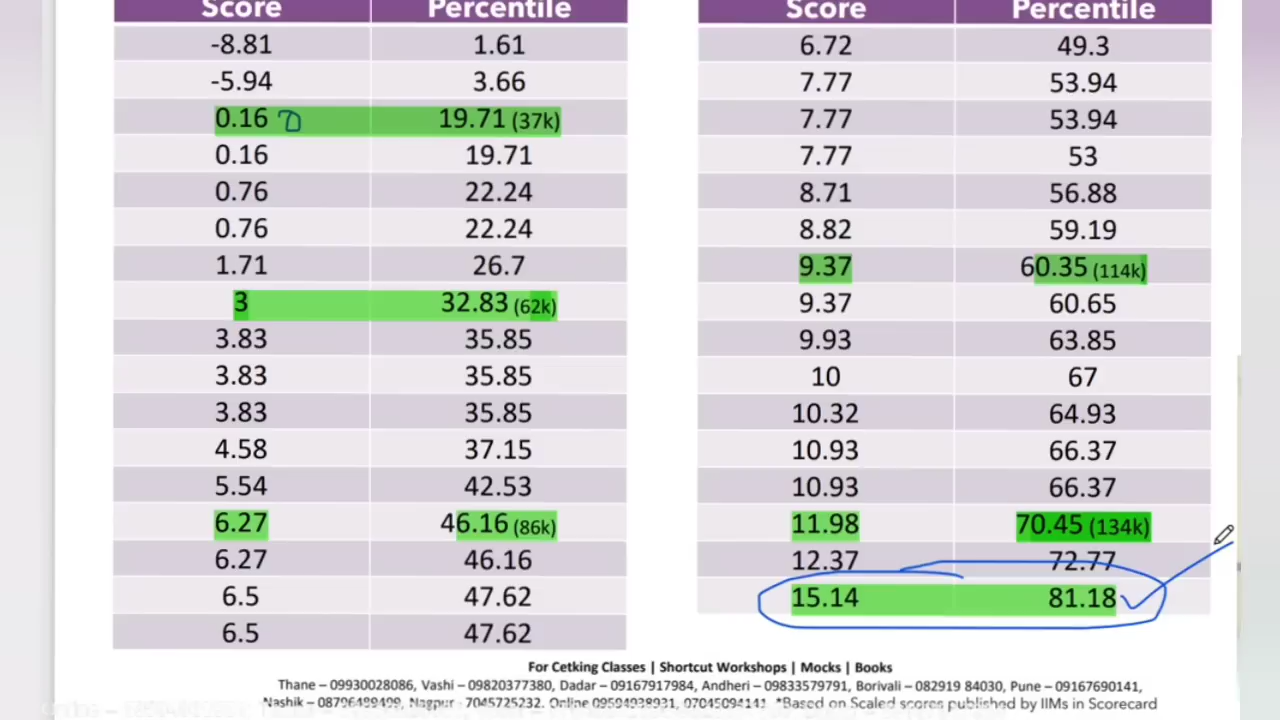 Score Percentile
-8.81 1.61
-5.94 3.66
0.16 19.71 (37k)
0.16 19.71
0.76 22.24
0.76 22.24
1.71 26.7
3 32.83 (62k)
3.83 35.85
3.83 35.85
3.83 35.85
4.58 37.15
5.54 42.53
6.27 46.16 (86k)
6.27 46.16
6.5 47.62
6.5 47.62
Score Percentile
6.72 49.3
7.77 53.94
7.77 53.94
7.77 53
8.71 56.88
8.82 59.19
9.37 60.35 (114k)
9.37 60.65
9.93 63.85
10 67
10.32 64.93
10.93 66.37
10.93 66.37
11.98 70.45 (134k)
12.37 72.77
15.14 81.18
For Cetking Classes | Shortcut Workshops | Mocks | Books
Thane – 09930028086, Vashi – 09820377380, Dadar – 09167917984, Andheri – 09833579791, Borivali – 082919 84030, Pune – 09167690141,
Nashik – Nagpur - 7045725232. Online *Based on Scaled scores published by IIMs in Scorecard